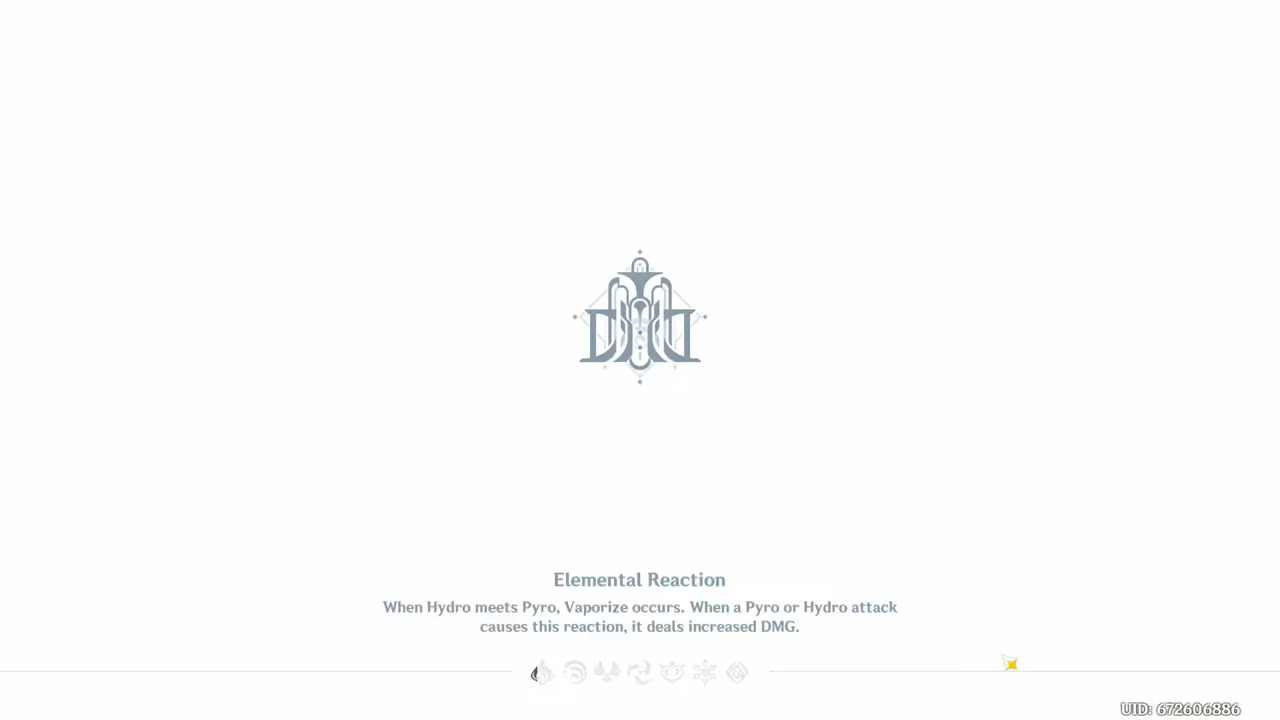 Elemental Reaction
When Hydro meets Pyro, Vaporize occurs. When a Pyro or Hydro attack
causes this reaction, it deals increased DMG.
UID: 672606886